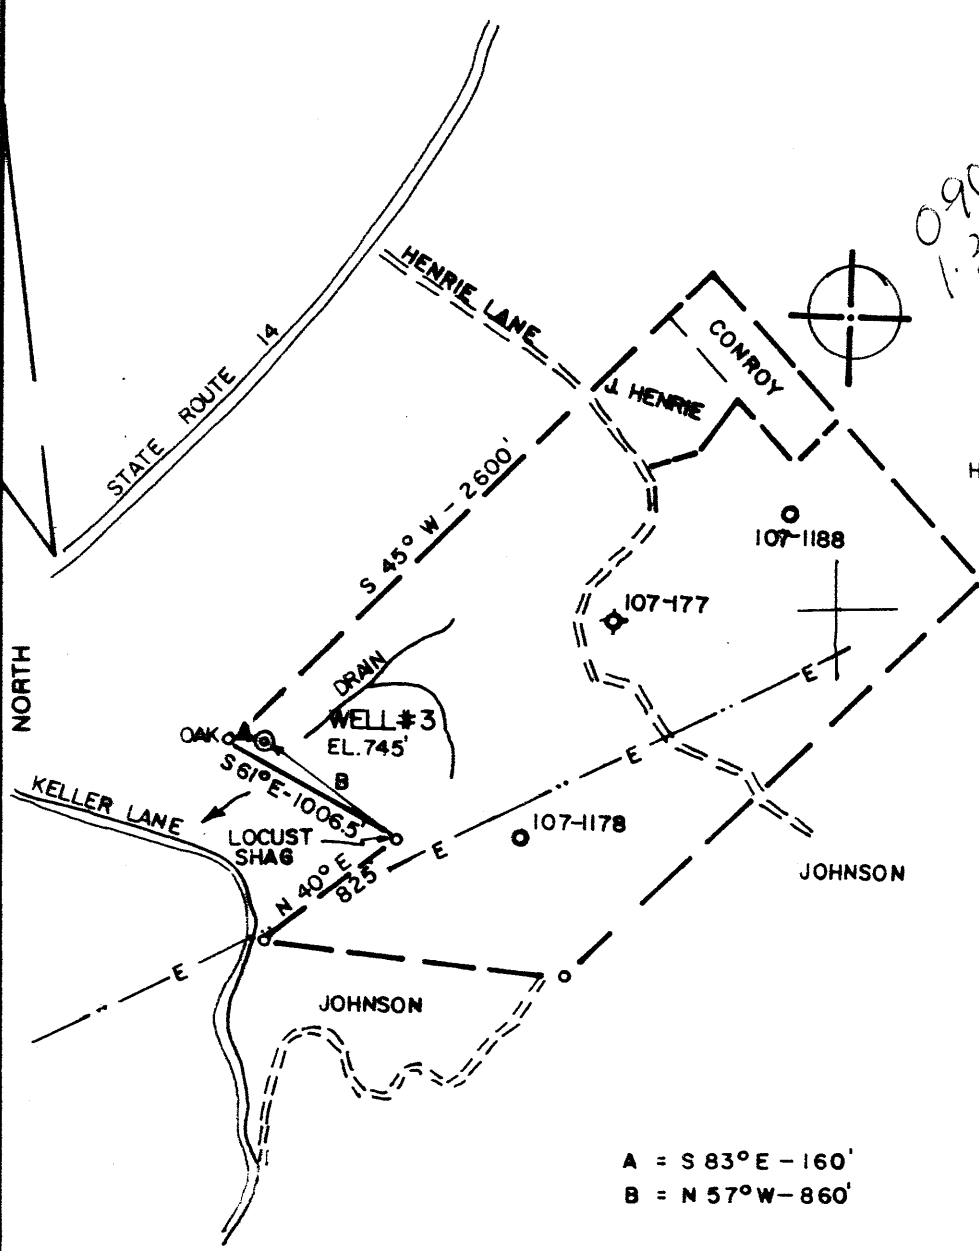 HENRIE LANE
STATE ROUTE 14
CONROY
J. HENRIE
S 45° W - 2600'
107-1188
107-177
NORTH
DRAIN
WELL #3
EL. 745'
OAK
A
B
S 61° E - 1006.5'
KELLER LANE
LOCUST
SHAG
N 40° E
825'
E
E
E
E
107-1178
JOHNSON
JOHNSON
H
A = S 83° E - 160'
B = N 57° W - 860'